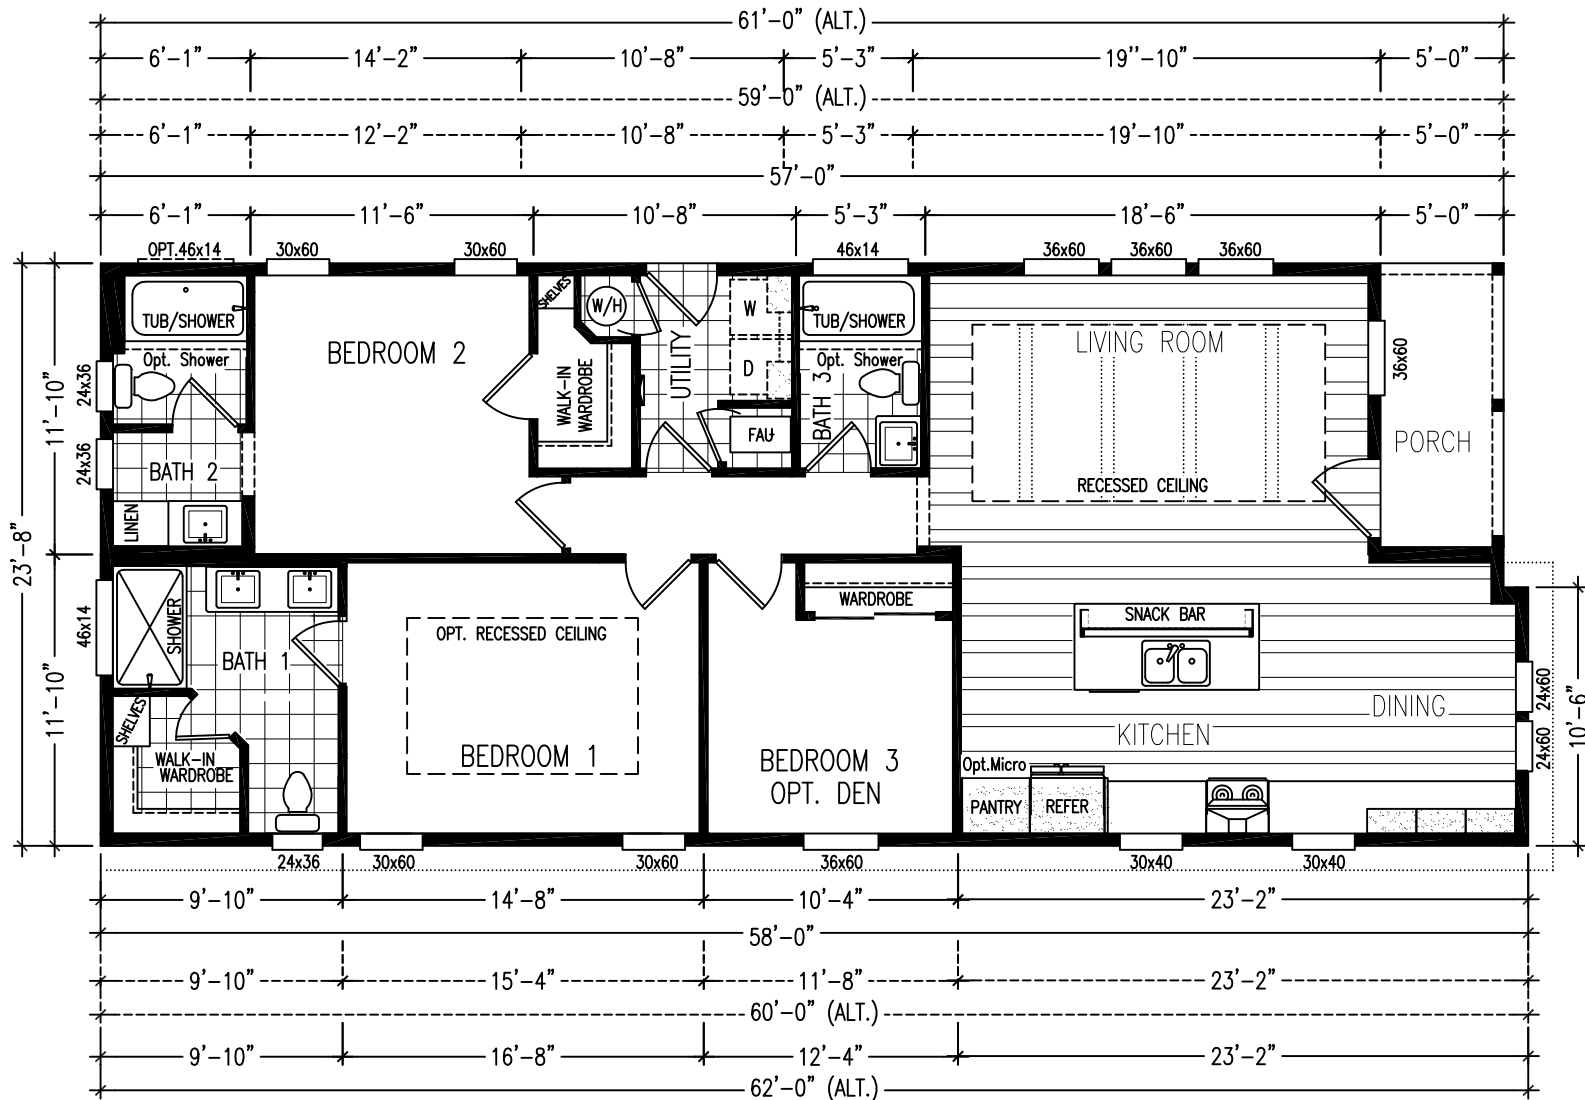 61'-0" (ALT.)
6'-1" 14'-2" 10'-8" 5'-3" 19''-10" 5'-0"
59'-0" (ALT.)
6'-1" 12'-2" 10'-8" 5'-3" 19'-10" 5'-0"
57'-0"
6'-1" 11'-6" 10'-8" 5'-3" 18'-6" 5'-0"
OPT.46x14 30x60 30x60 46x14 36x60 36x60 36x60
23'-8"
11'-10"
11'-10"
24x36
24x36
46x14
TUB/SHOWER
Opt. Shower
BATH 2
LINEN
BEDROOM 2
SHELVES
W/H
WALK-IN
WARDROBE
UTILITY
W
D
FAU
TUB/SHOWER
Opt. Shower
BATH 3
LIVING ROOM
RECESSED CEILING
36x60
PORCH
SHOWER
BATH 1
SHELVES
WALK-IN
WARDROBE
OPT. RECESSED CEILING
BEDROOM 1
WARDROBE
BEDROOM 3
OPT. DEN
SNACK BAR
KITCHEN
DINING
Opt.Micro
PANTRY
REFER
24x60
24x60
10'-6"
24x36 30x60 30x60 36x60 30x40 30x40
9'-10" 14'-8" 10'-4" 23'-2"
58'-0"
9'-10" 15'-4" 11'-8" 23'-2"
60'-0" (ALT.)
9'-10" 16'-8" 12'-4" 23'-2"
62'-0" (ALT.)